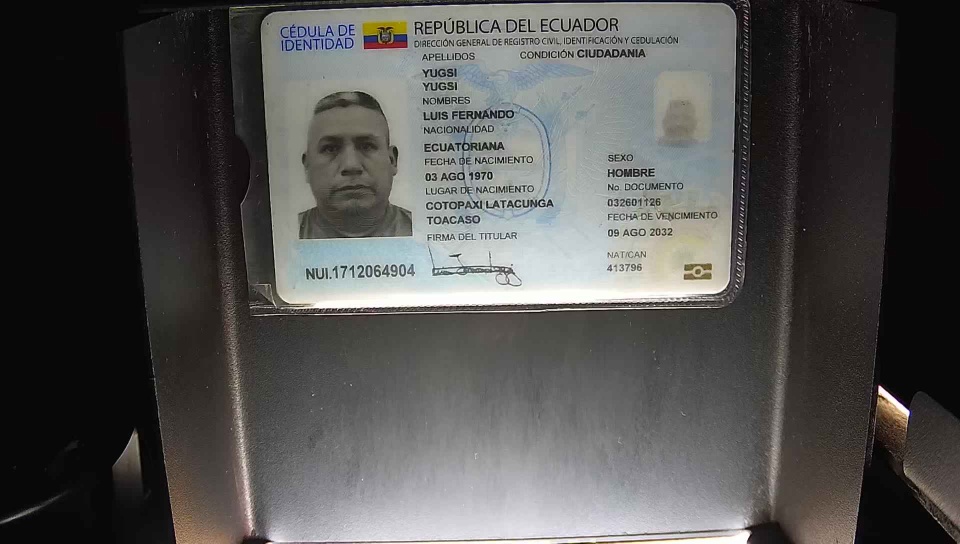 CÉDULA DE
IDENTIDAD
REPÚBLICA DEL ECUADOR
DIRECCIÓN GENERAL DE REGISTRO CIVIL, IDENTIFICACIÓN Y CEDULACIÓN
APELLIDOS
CONDICIÓN CIUDADANIA
YUGSI
YUGSI
NOMBRES
LUIS FERNANDO
NACIONALIDAD
ECUATORIANA
FECHA DE NACIMIENTO
03 AGO 1970
LUGAR DE NACIMIENTO
COTOPAXI LATACUNGA
TOACASO
FIRMA DEL TITULAR
SEXO
HOMBRE
No. DOCUMENTO
032601126
FECHA DE VENCIMIENTO
09 AGO 2032
NAT/CAN
413796
NUI.1712064904